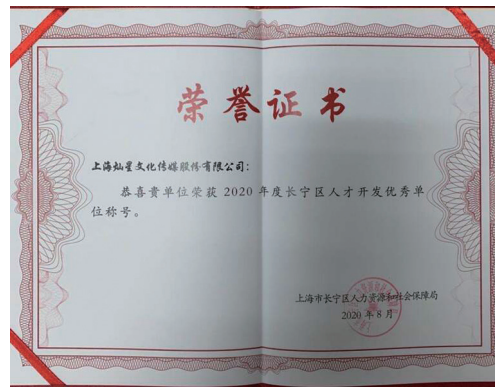 荣誉证书
上海灿星文化传媒股份有限公司：
恭喜贵单位荣获 2020 年度长宁区人才开发优秀单
位称号。
上海市长宁区人力资源和社会保障局
2020 年 8 月